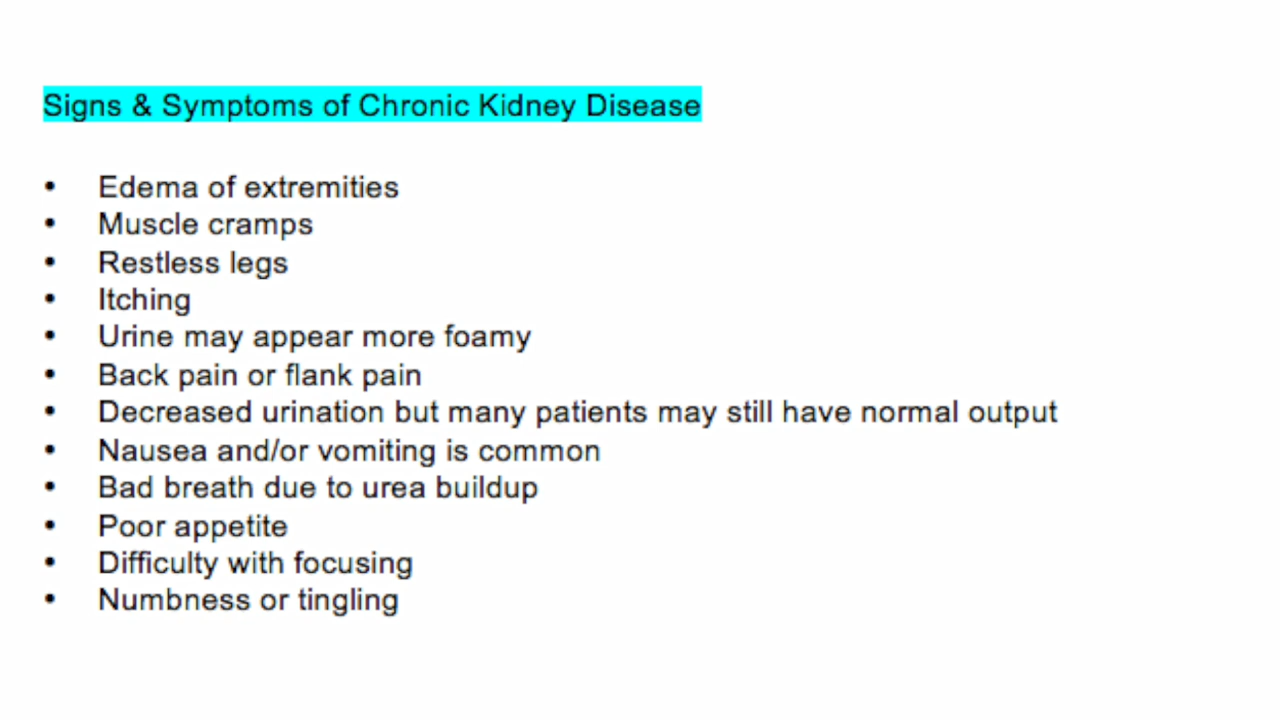 Signs & Symptoms of Chronic Kidney Disease
• Edema of extremities
• Muscle cramps
• Restless legs
• Itching
• Urine may appear more foamy
• Back pain or flank pain
• Decreased urination but many patients may still have normal output
• Nausea and/or vomiting is common
• Bad breath due to urea buildup
• Poor appetite
• Difficulty with focusing
• Numbness or tingling